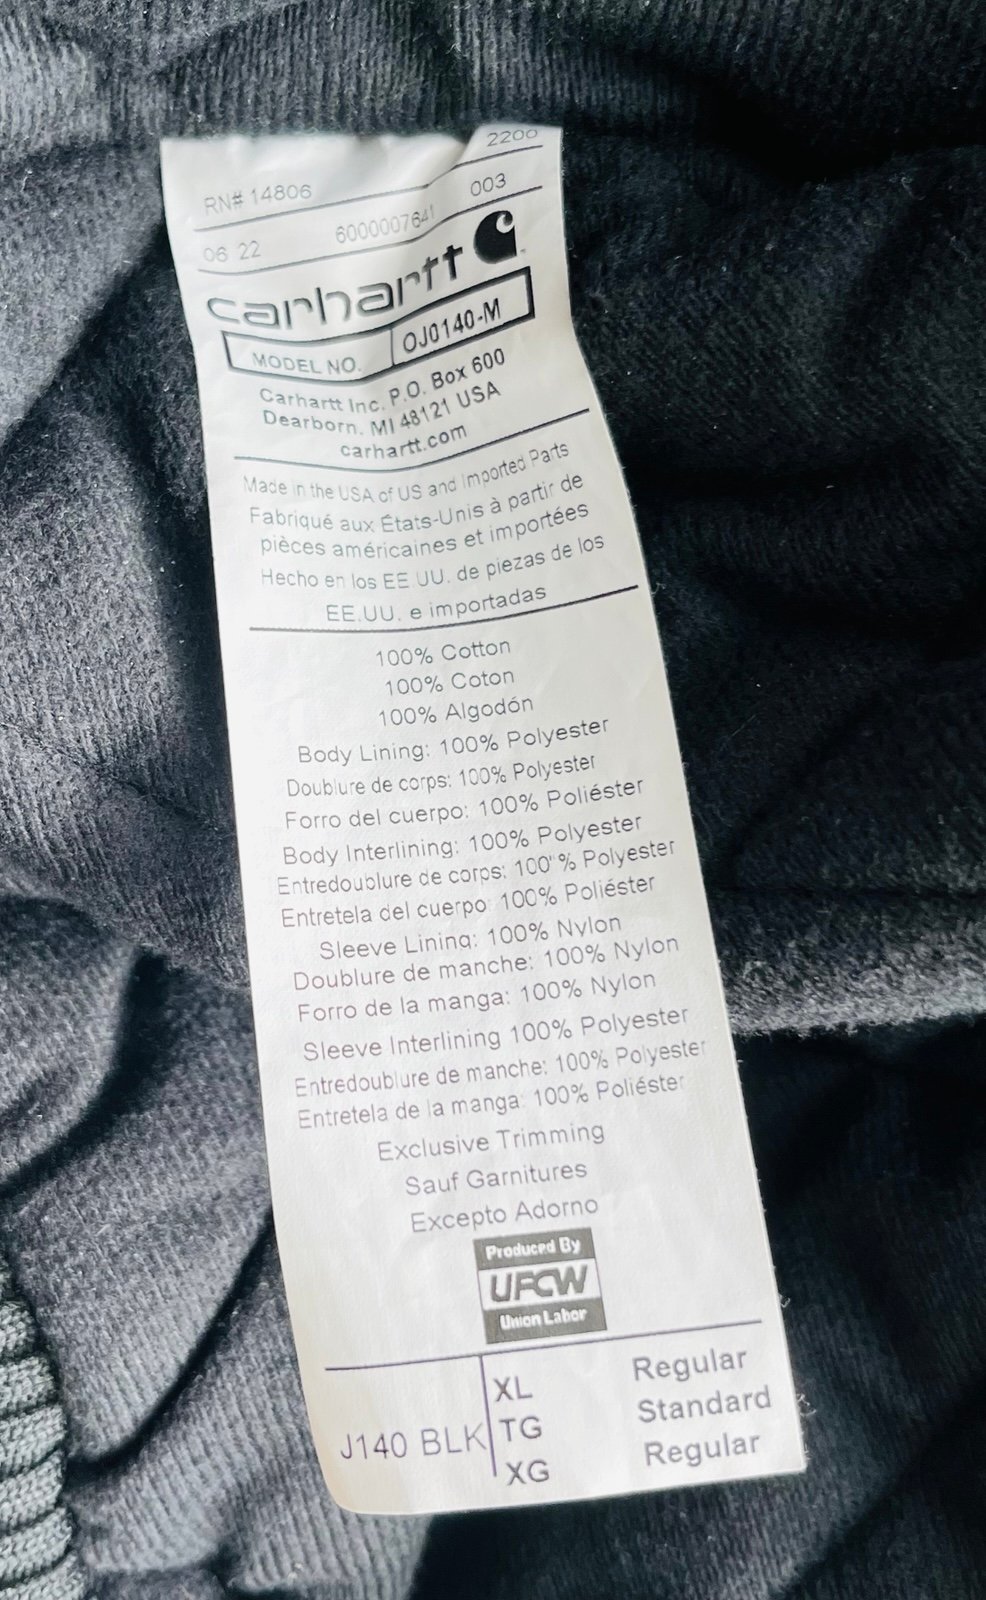 2200
RN# 14806
003
06 22 6000007641
carhartt
MODEL NO. OJ0140-M
Carhartt Inc. P.O. Box 600
Dearborn, MI 48121 USA
carhartt.com
Made in the USA of US and Imported Parts
Fabriqué aux États-Unis à partir de
pièces américaines et importées
Hecho en los EE UU. de piezas de los
EE.UU. e importadas
100% Cotton
100% Coton
100% Algodón
Body Lining: 100% Polyester
Doublure de corps: 100% Polyester
Forro del cuerpo: 100% Poliéster
Body Interlining: 100% Polyester
Entredoublure de corps: 100% Polyester
Entretela del cuerpo: 100% Poliéster
Sleeve Lining: 100% Nylon
Doublure de manche: 100% Nylon
Forro de la manga: 100% Nylon
Sleeve Interlining 100% Polyester
Entredoublure de manche: 100% Polyester
Entretela de la manga: 100% Poliéster
Exclusive Trimming
Sauf Garnitures
Excepto Adorno
Produced By
UFCW
Union Labor
XL Regular
TG Standard
J140 BLK
XG Regular